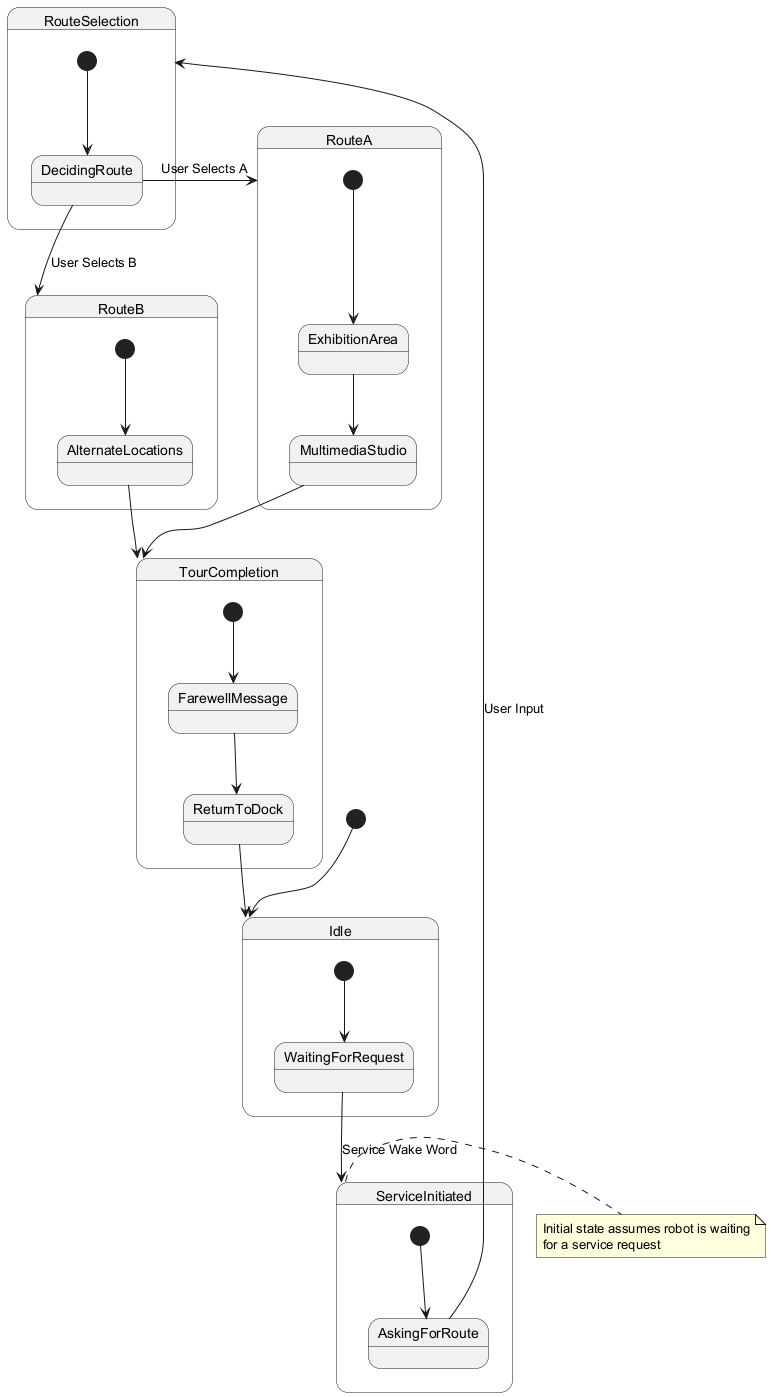 RouteSelection
DecidingRoute
User Selects A
User Selects B
RouteA
ExhibitionArea
MultimediaStudio
RouteB
AlternateLocations
TourCompletion
FarewellMessage
ReturnToDock
User Input
Idle
WaitingForRequest
Service Wake Word
ServiceInitiated
AskingForRoute
Initial state assumes robot is waiting
for a service request